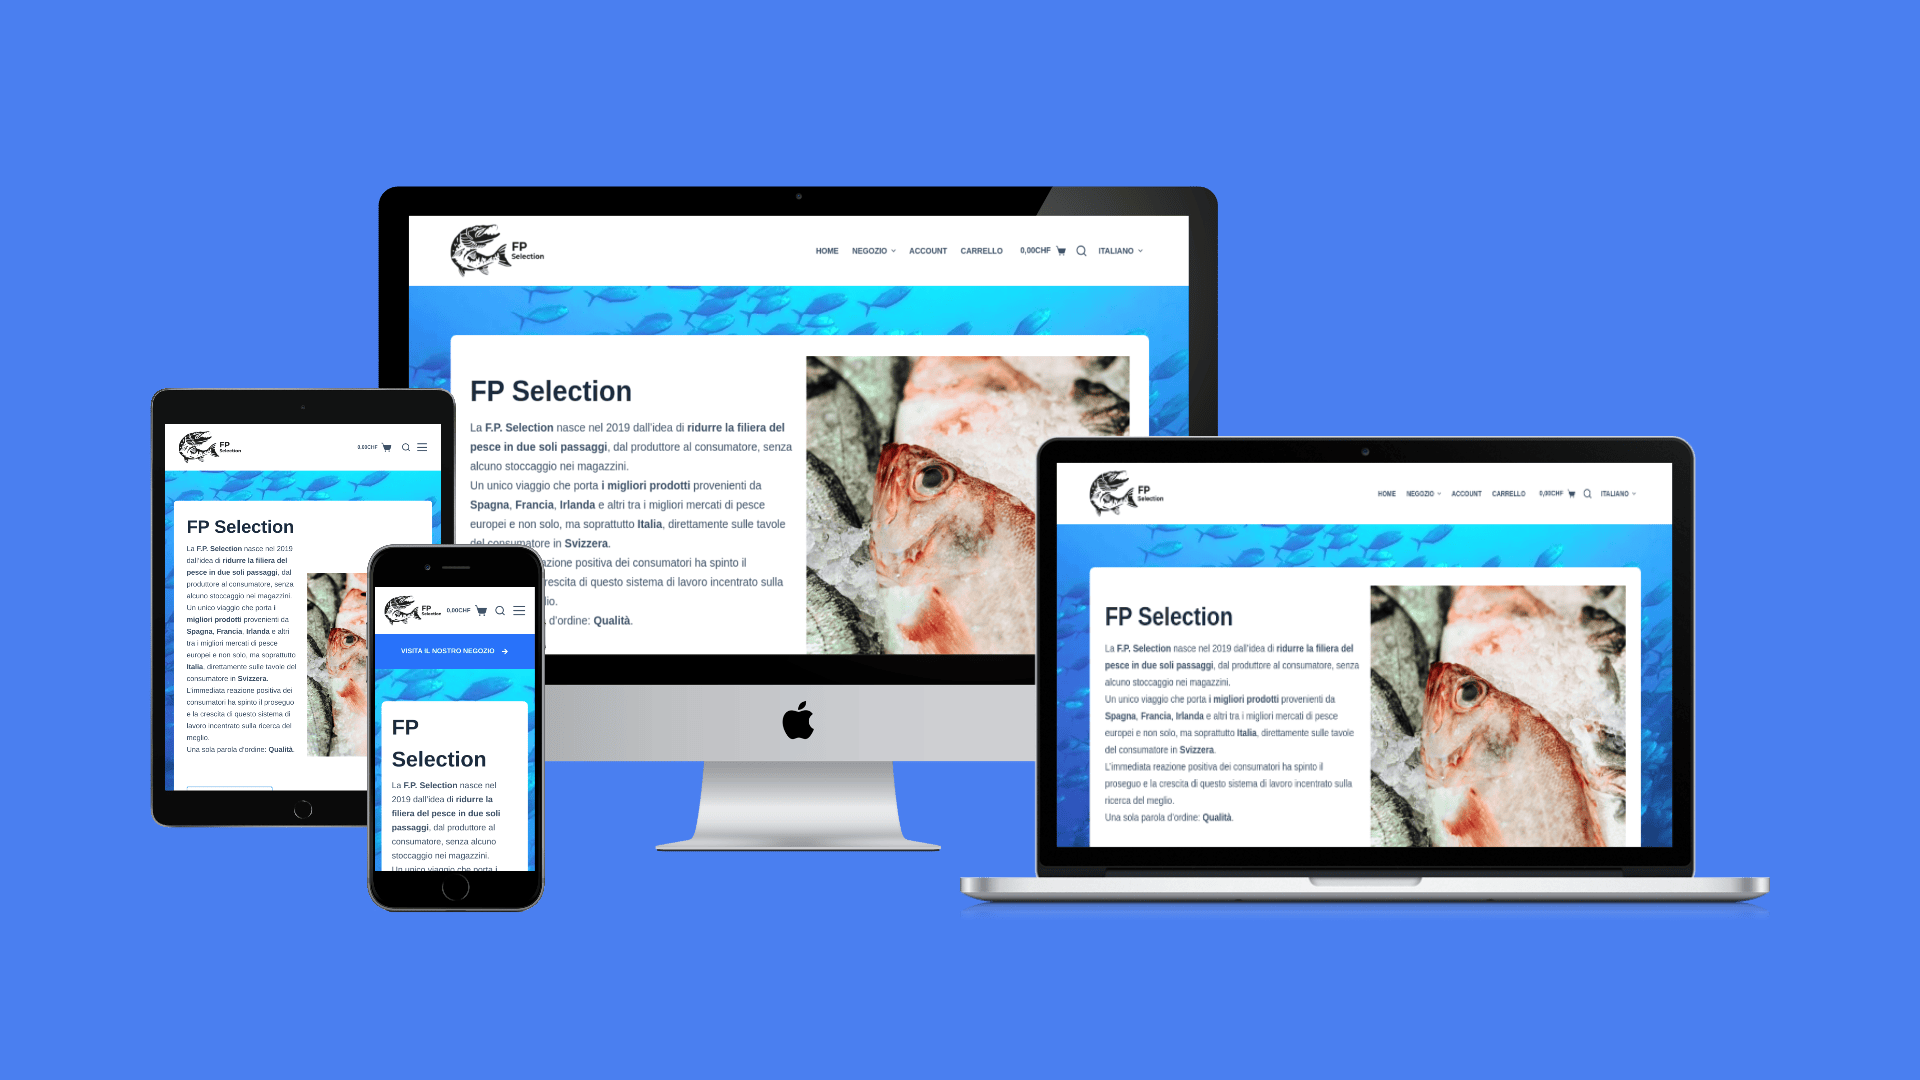 FP
Selection
HOME NEGOZIO ACCOUNT CARRELLO 0,00CHF ITALIANO
FP Selection
La F.P. Selection nasce nel 2019 dall'idea di ridurre la filiera del
pesce in due soli passaggi, dal produttore al consumatore, senza
alcuno stoccaggio nei magazzini.
Un unico viaggio che porta i migliori prodotti provenienti da
Spagna, Francia, Irlanda e altri tra i migliori mercati di pesce
europei e non solo, ma soprattutto Italia, direttamente sulle tavole
del consumatore in Svizzera.
azione positiva dei consumatori ha spinto il
rescita di questo sistema di lavoro incentrato sulla
lio.
d'ordine: Qualità.
FP
Selection
0,00CHF
FP Selection
La F.P. Selection nasce nel 2019
dall'idea di ridurre la filiera del
pesce in due soli passaggi, dal
produttore al consumatore, senza
alcuno stoccaggio nei magazzini.
Un unico viaggio che porta i
migliori prodotti provenienti da
Spagna, Francia, Irlanda e altri
tra i migliori mercati di pesce
europei e non solo, ma soprattutto
Italia, direttamente sulle tavole del
consumatore in Svizzera.
L'immediata reazione positiva dei
consumatori ha spinto il proseguo
e la crescita di questo sistema di
lavoro incentrato sulla ricerca del
meglio.
Una sola parola d'ordine: Qualità.
FP
Selection
0,00CHF
VISITA IL NOSTRO NEGOZIO →
FP
Selection
La F.P. Selection nasce nel
2019 dall'idea di ridurre la
filiera del pesce in due soli
passaggi, dal produttore al
consumatore, senza alcuno
stoccaggio nei magazzini.
Un unico viaggio che porta i
FP
Selection
HOME NEGOZIO ACCOUNT CARRELLO 0,00CHF ITALIANO
FP Selection
La F.P. Selection nasce nel 2019 dall'idea di ridurre la filiera del
pesce in due soli passaggi, dal produttore al consumatore, senza
alcuno stoccaggio nei magazzini.
Un unico viaggio che porta i migliori prodotti provenienti da
Spagna, Francia, Irlanda e altri tra i migliori mercati di pesce
europei e non solo, ma soprattutto Italia, direttamente sulle tavole
del consumatore in Svizzera.
L'immediata reazione positiva dei consumatori ha spinto il
proseguo e la crescita di questo sistema di lavoro incentrato sulla
ricerca del meglio.
Una sola parola d'ordine: Qualità.